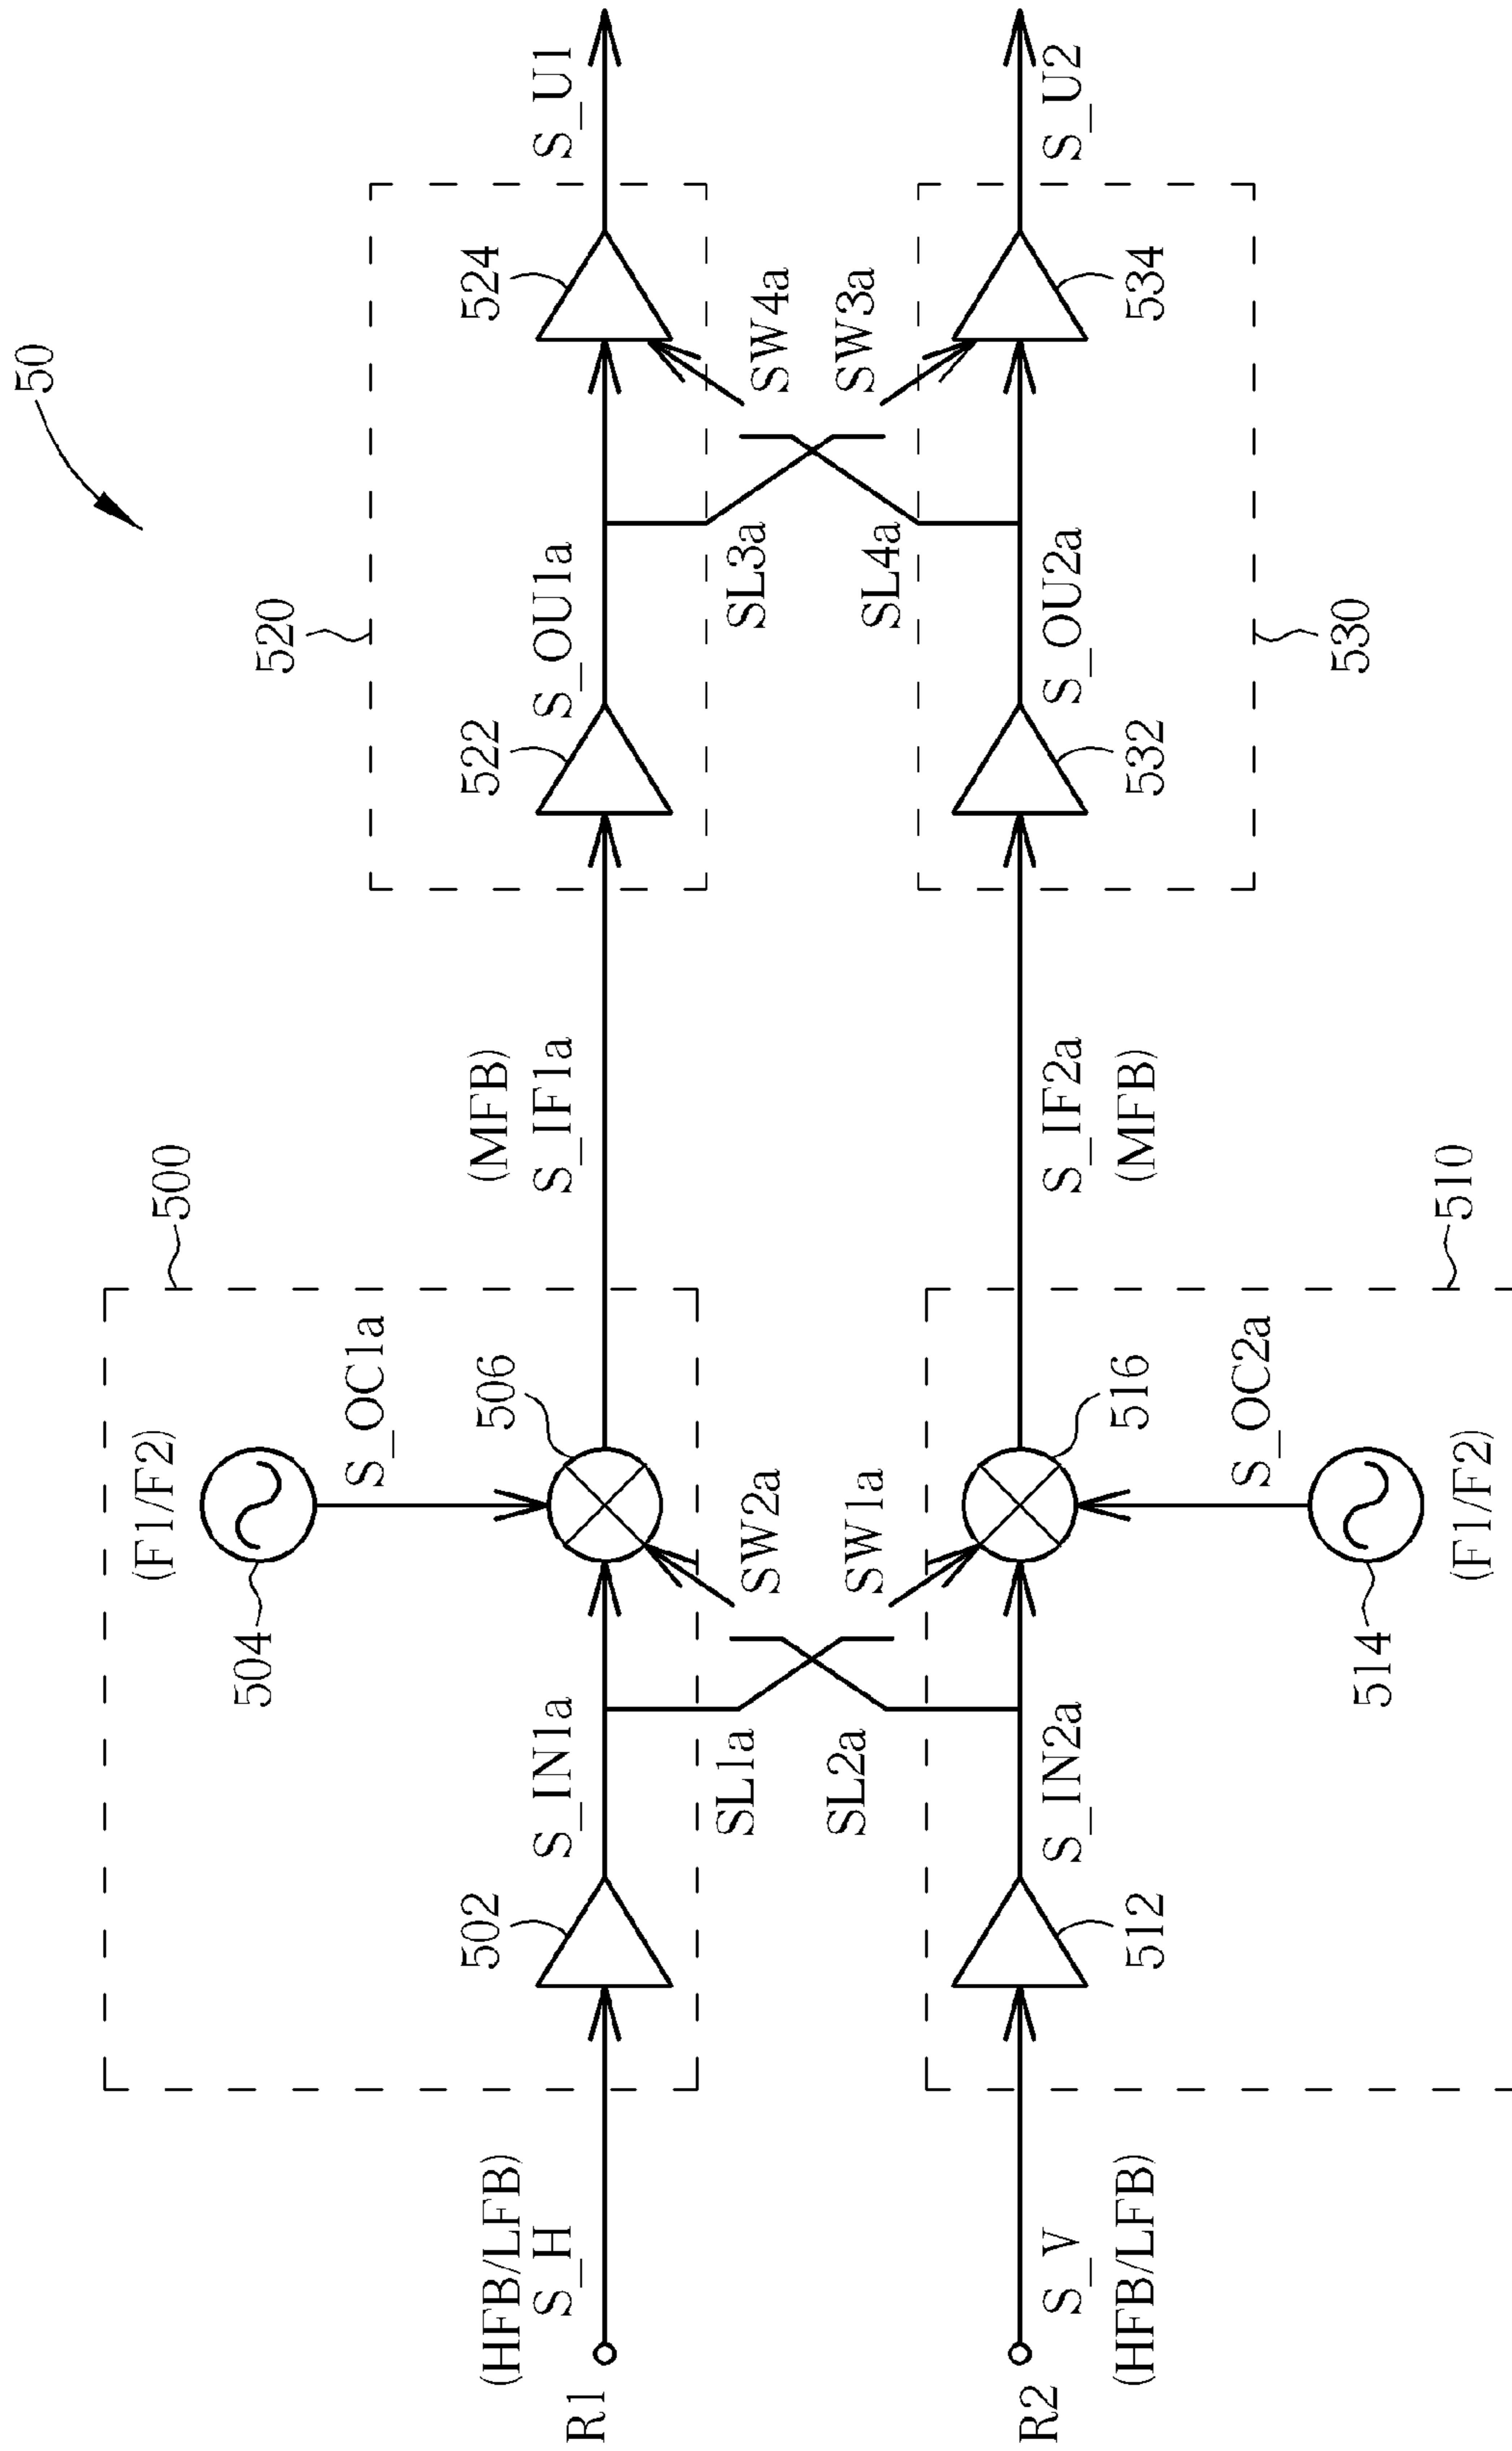 50
520
522
S_OU1a
524
S_U1
SL3a
SW4a
SL4a
SW3a
532
S_OU2a
534
S_U2
530
500
(F1/F2)
504
S_OC1a
(HFB/LFB)
S_H
R1
502
S_IN1a
506
(MFB)
S_IF1a
SL1a
SW2a
SL2a
SW1a
R2
S_V
(HFB/LFB)
512
S_IN2a
516
S_IF2a
(MFB)
S_OC2a
514
(F1/F2)
510